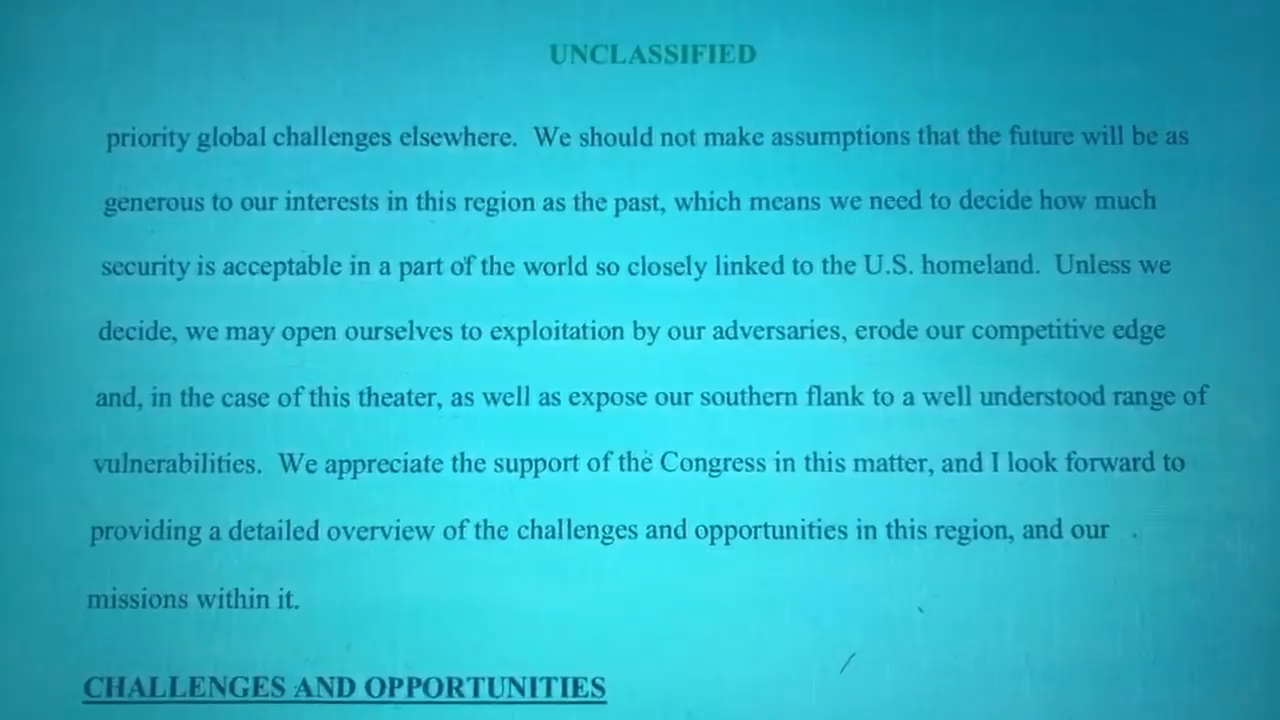 UNCLASSIFIED
priority global challenges elsewhere. We should not make assumptions that the future will be as
generous to our interests in this region as the past, which means we need to decide how much
security is acceptable in a part of the world so closely linked to the U.S. homeland. Unless we
decide, we may open ourselves to exploitation by our adversaries, erode our competitive edge
and, in the case of this theater, as well as expose our southern flank to a well understood range of
vulnerabilities. We appreciate the support of the Congress in this matter, and I look forward to
providing a detailed overview of the challenges and opportunities in this region, and our
missions within it.
CHALLENGES AND OPPORTUNITIES